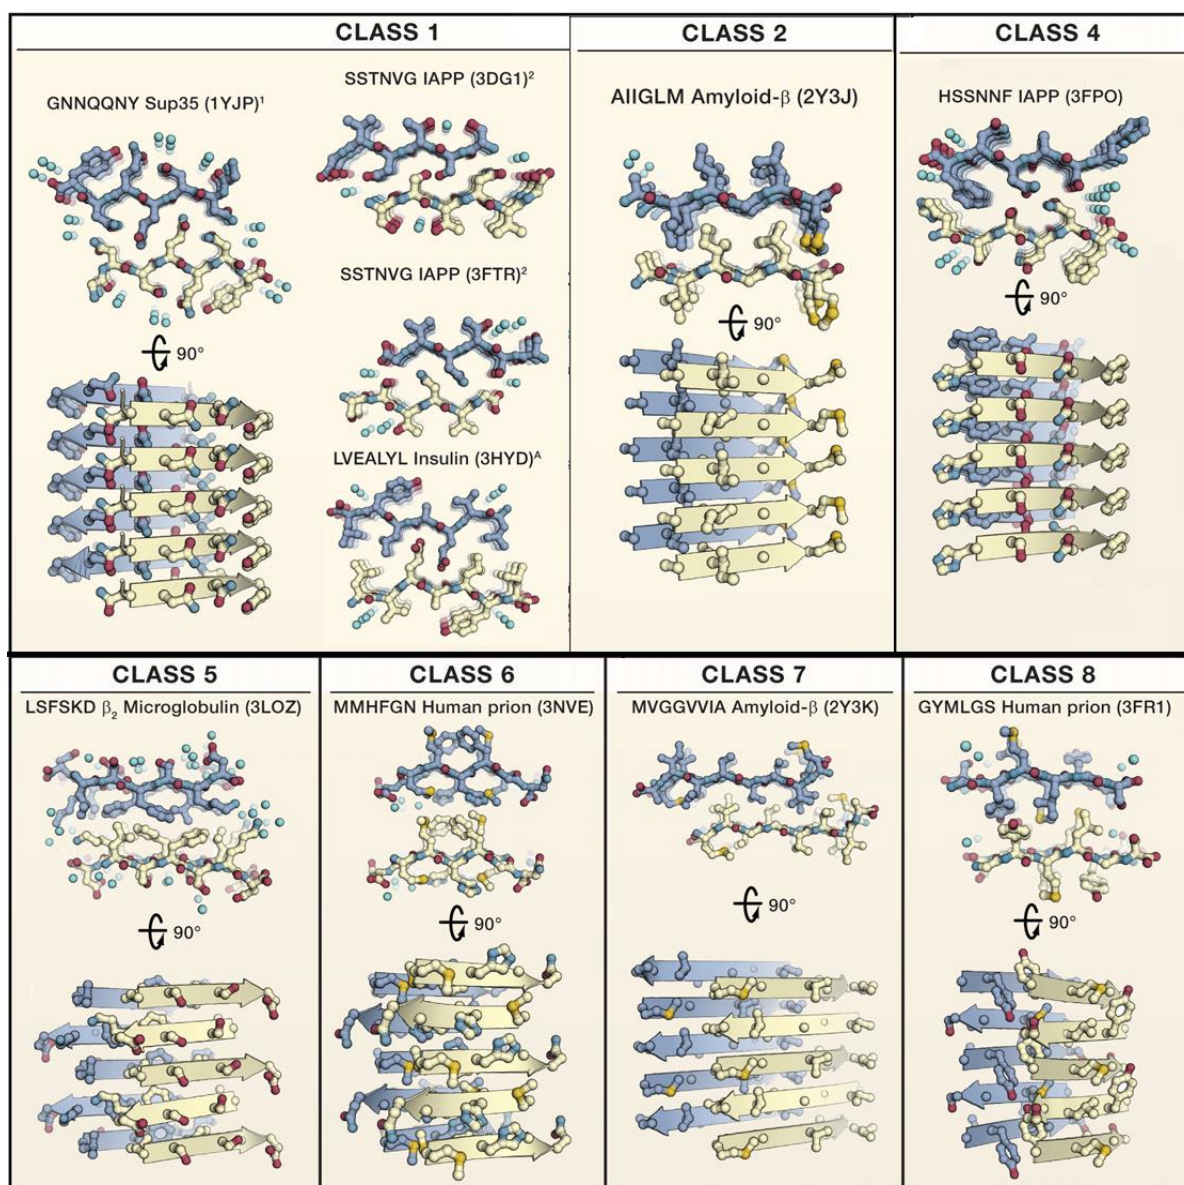 CLASS 1
GNNQQNY Sup35 (1YJP)¹
90°
SSTNVG IAPP (3DG1)²
SSTNVG IAPP (3FTR)²
LVEALYL Insulin (3HYD)ᴬ
CLASS 2
AIIGLM Amyloid-β (2Y3J)
90°
CLASS 4
HSSNNF IAPP (3FPO)
90°
CLASS 5
LSFSKD β₂ Microglobulin (3LOZ)
90°
CLASS 6
MMHFGN Human prion (3NVE)
90°
CLASS 7
MVGGVVIA Amyloid-β (2Y3K)
90°
CLASS 8
GYMLGS Human prion (3FR1)
90°